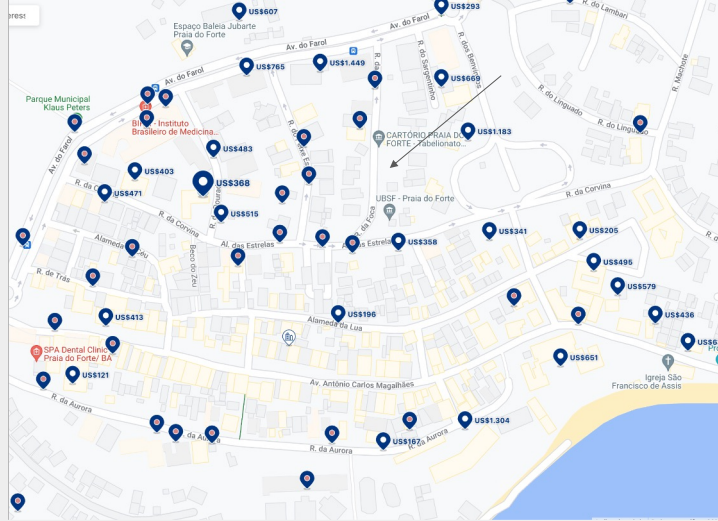 eres:
US$607
US$293
R. do Lambari
Espaço Baleia Jubarte
Praia do Forte
Av. do Farol
Av. do Farol
US$765
US$1.449
R. da
R. do Sargentinho
R. dos
US$669
R. Machote
R. do Linguado
R. do
Parque Municipal
Klaus Peters
Instituto
Brasileiro de Medicina...
Av. do Farol
CARTÓRIO PRAIA DO
FORTE - Tabelionato...
US$1.183
US$483
US$403
US$368
US$471
R. da Corvina
R. da Corvina
US$515
UBSF - Praia do Forte
R. da Foca
Al. das Estrelas
US$358
US$341
US$205
Alameda do Céu
Beco do Zeu
US$495
R. de Trás
US$579
US$413
US$196
US$436
Alameda da Lua
SPA Dental Clinic
Praia do Forte/ BA
US$121
US$651
Igreja São
Francisco de Assis
Av. Antônio Carlos Magalhães
R. da Aurora
US$1.304
US$167
R. da Aurora
R. da Aurora